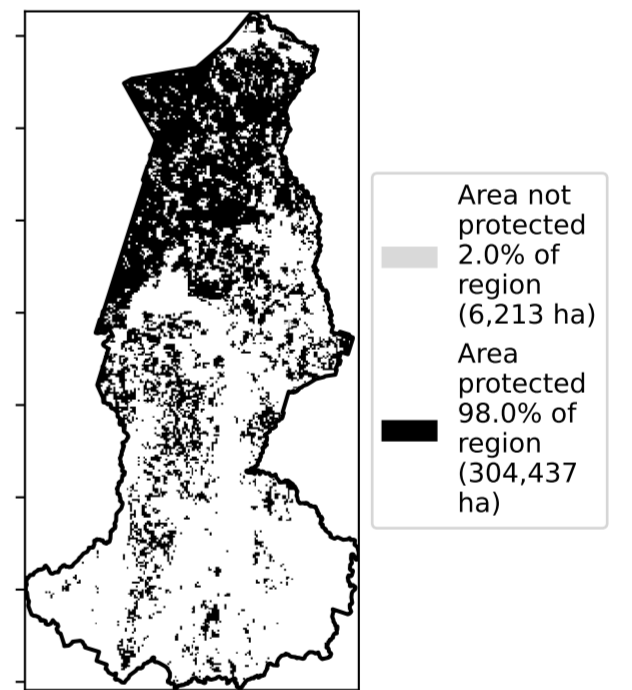 Area not
protected
2.0% of
region
(6,213 ha)
Area
protected
98.0% of
region
(304,437
ha)